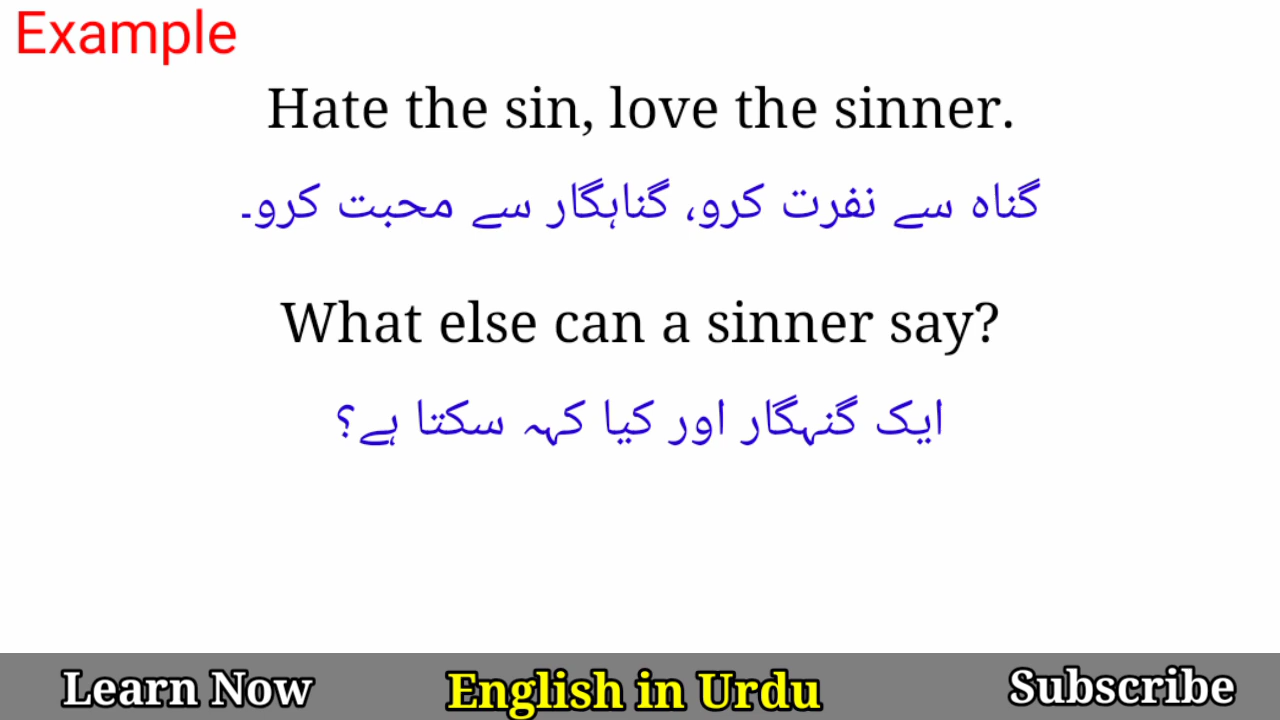 Example
Hate the sin, love the sinner.
گناہ سے نفرت کرو، گناہگار سے محبت کرو۔
What else can a sinner say?
ایک گنہگار اور کیا کہہ سکتا ہے؟
Learn Now English in Urdu Subscribe